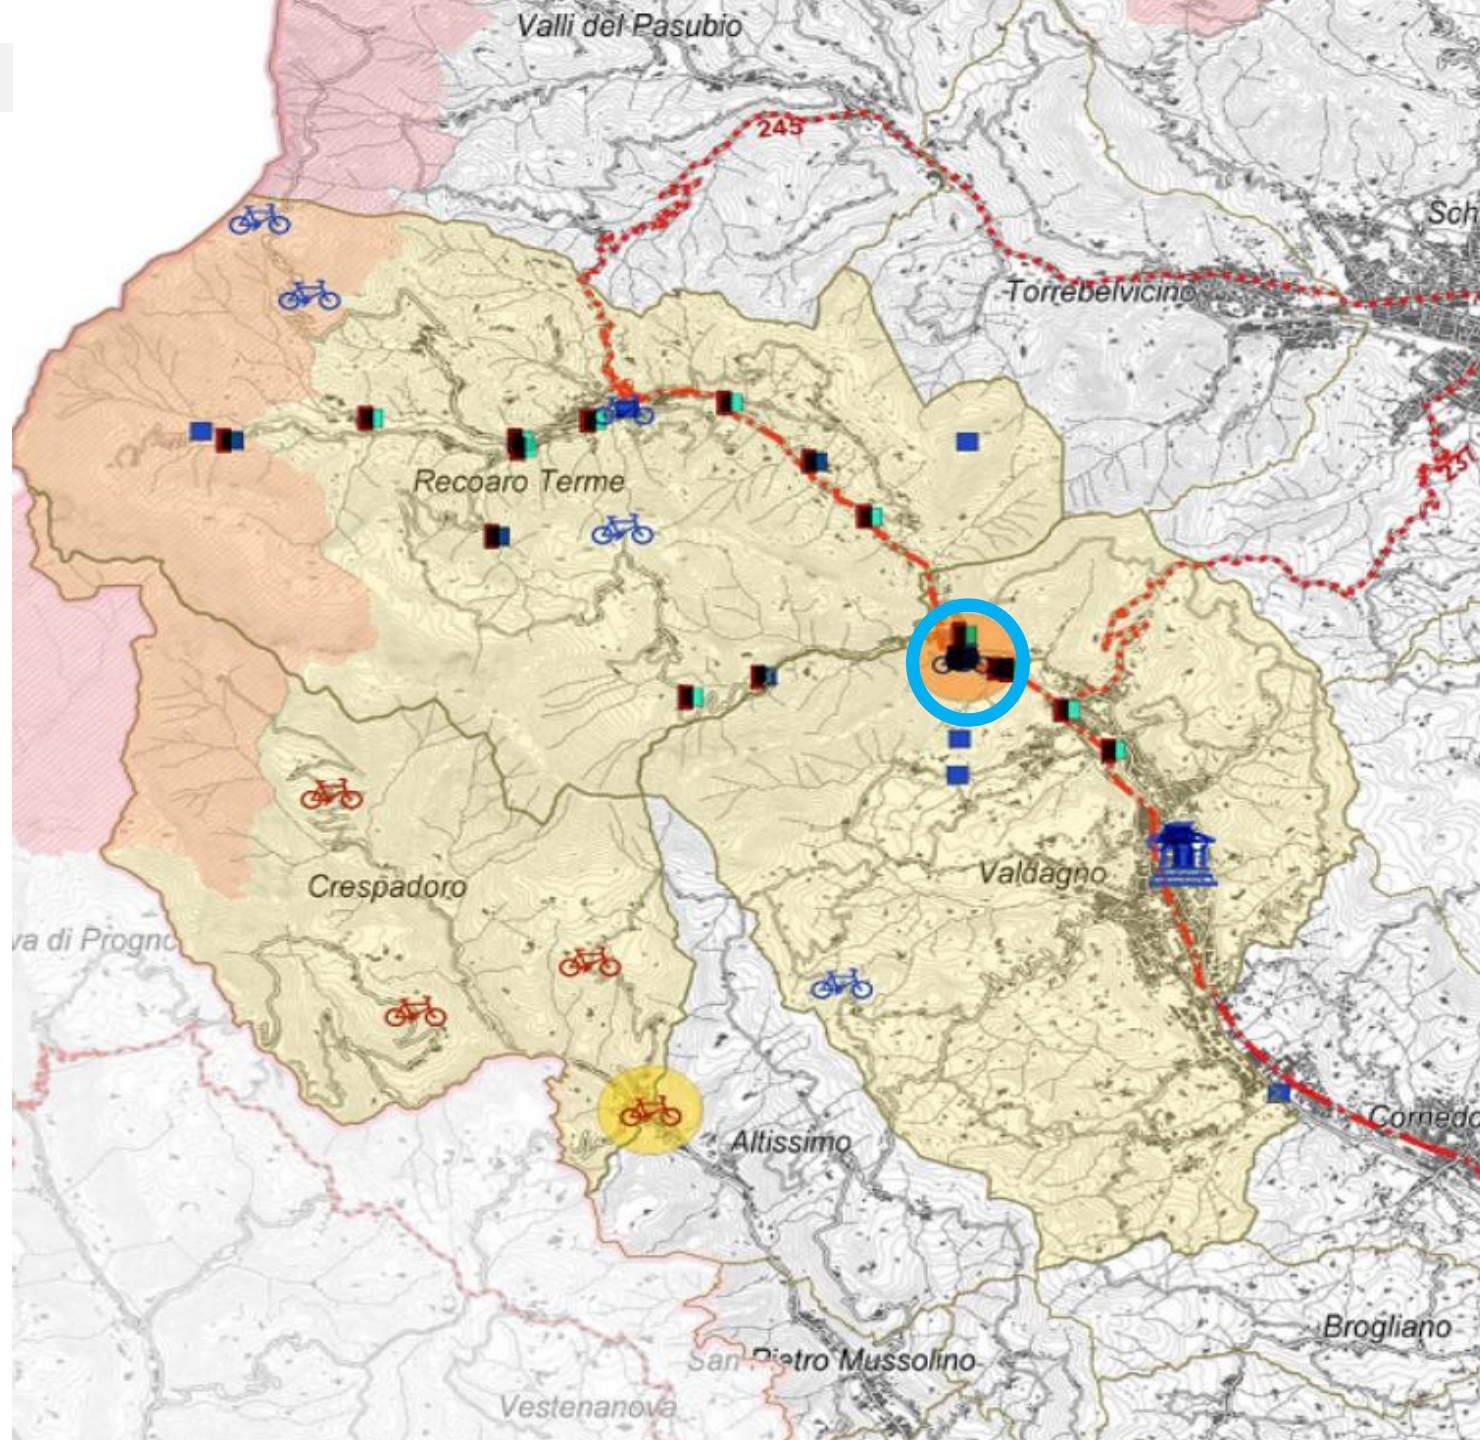 Valli del Pasubio
245
Sch
Torrebelvicino
237
Recoaro Terme
Valdagno
Crespadoro
va di Progno
Cornedo
Altissimo
Brogliano
San Pietro Mussolino
Vestenanova